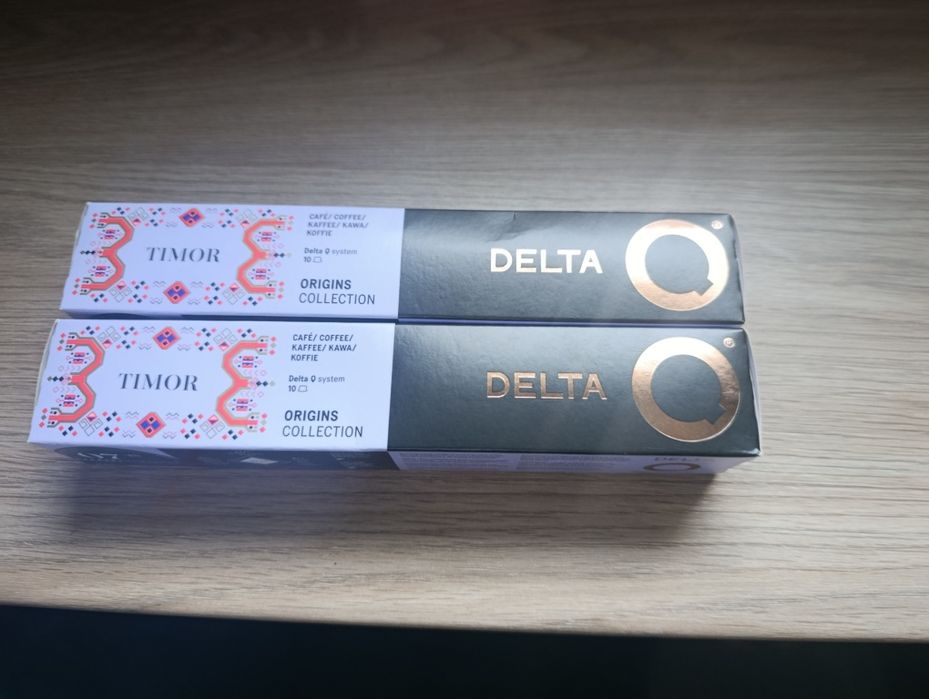 TIMOR
CAFÉ/ COFFEE/
KAFFEE/ KAWA/
KOFFIE
Delta Q system
10
ORIGINS
COLLECTION
DELTA Q
TIMOR
CAFÉ/ COFFEE/
KAFFEE/ KAWA/
KOFFIE
Delta Q system
10
ORIGINS
COLLECTION
DELTA Q